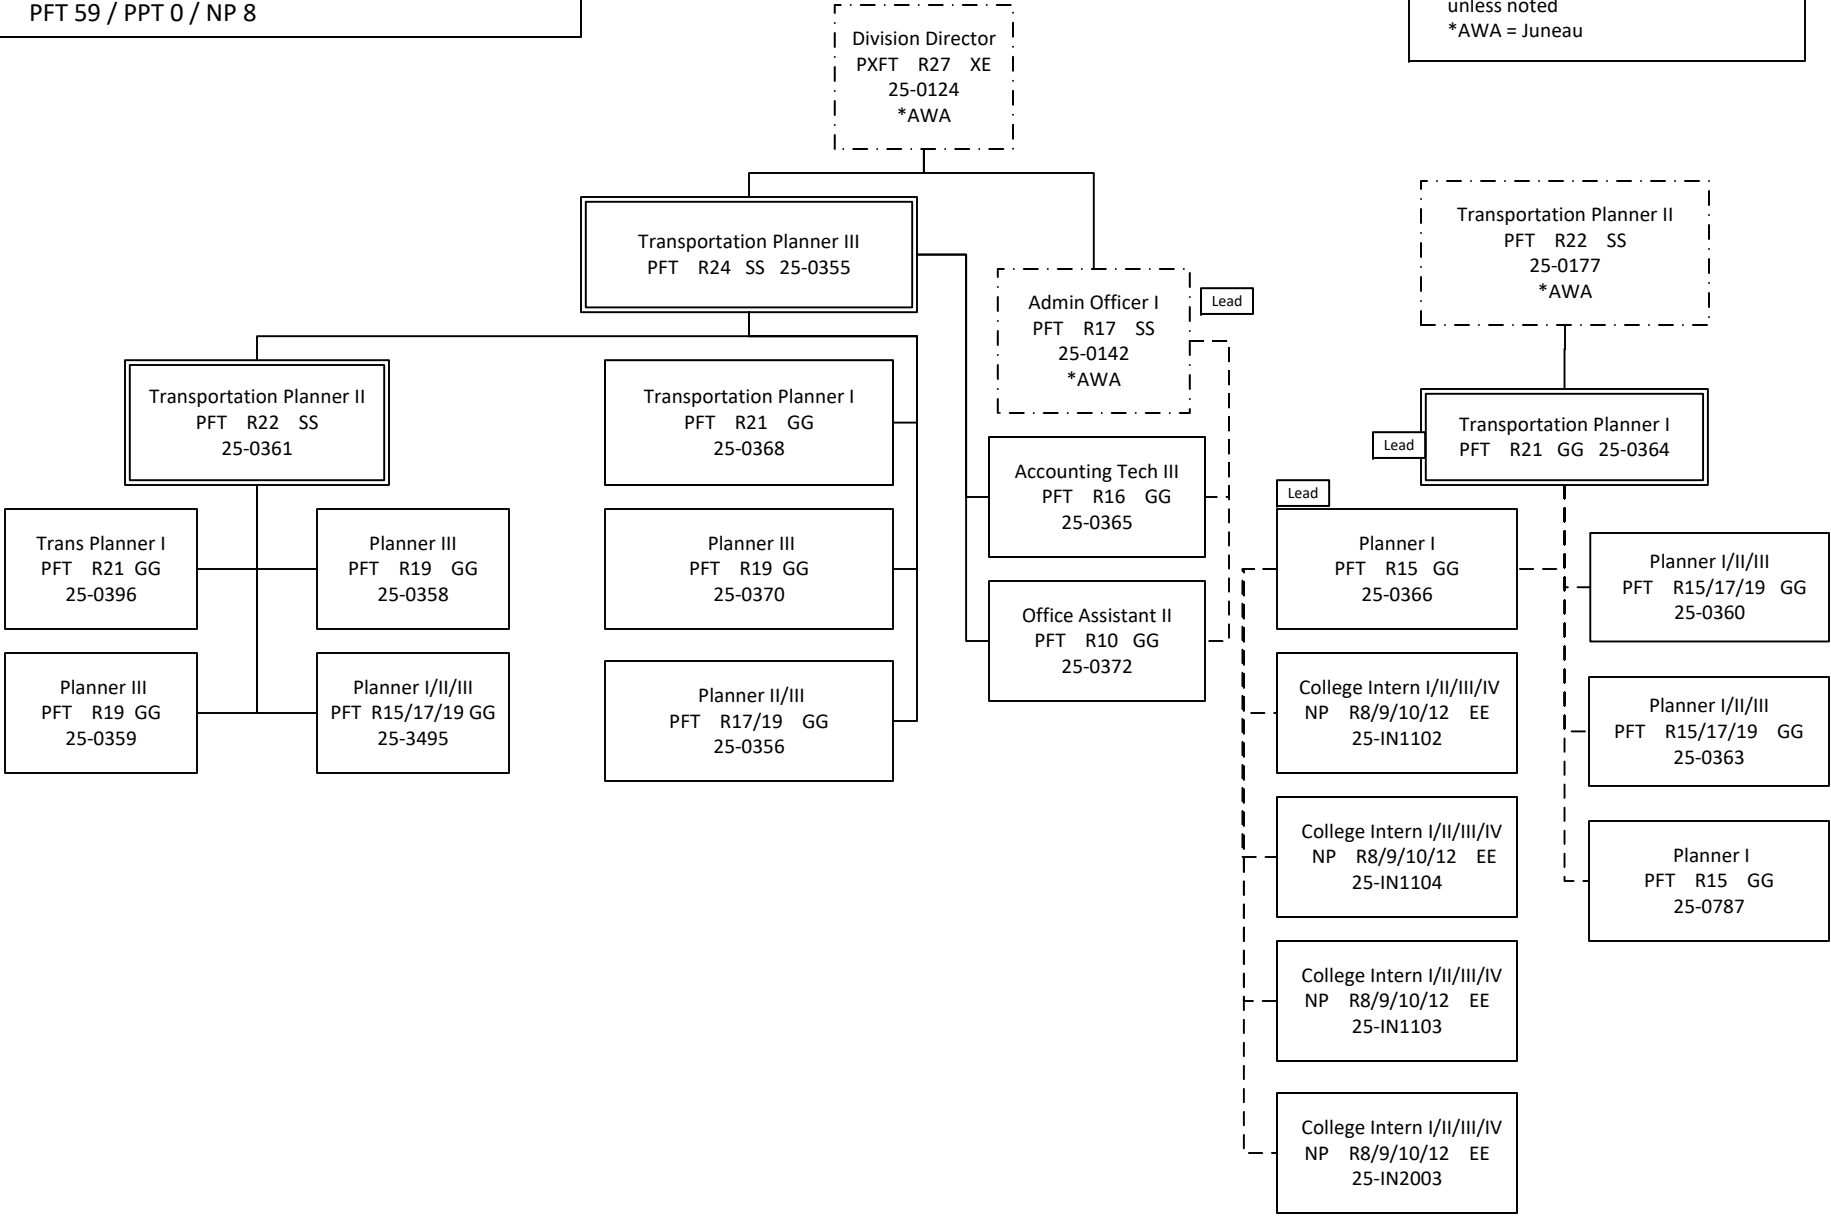 PFT 59 / PPT 0 / NP 8
unless noted
*AWA = Juneau
Division Director
PXFT R27 XE
25-0124
*AWA
Transportation Planner III
PFT R24 SS 25-0355
Admin Officer I
PFT R17 SS
25-0142
*AWA
Lead
Transportation Planner II
PFT R22 SS
25-0177
*AWA
Transportation Planner II
PFT R22 SS
25-0361
Transportation Planner I
PFT R21 GG
25-0368
Lead
Transportation Planner I
PFT R21 GG 25-0364
Accounting Tech III
PFT R16 GG
25-0365
Lead
Trans Planner I
PFT R21 GG
25-0396
Planner III
PFT R19 GG
25-0358
Planner III
PFT R19 GG
25-0370
Planner I
PFT R15 GG
25-0366
Planner I/II/III
PFT R15/17/19 GG
25-0360
Office Assistant II
PFT R10 GG
25-0372
Planner III
PFT R19 GG
25-0359
Planner I/II/III
PFT R15/17/19 GG
25-3495
Planner II/III
PFT R17/19 GG
25-0356
College Intern I/II/III/IV
NP R8/9/10/12 EE
25-IN1102
Planner I/II/III
PFT R15/17/19 GG
25-0363
College Intern I/II/III/IV
NP R8/9/10/12 EE
25-IN1104
Planner I
PFT R15 GG
25-0787
College Intern I/II/III/IV
NP R8/9/10/12 EE
25-IN1103
College Intern I/II/III/IV
NP R8/9/10/12 EE
25-IN2003